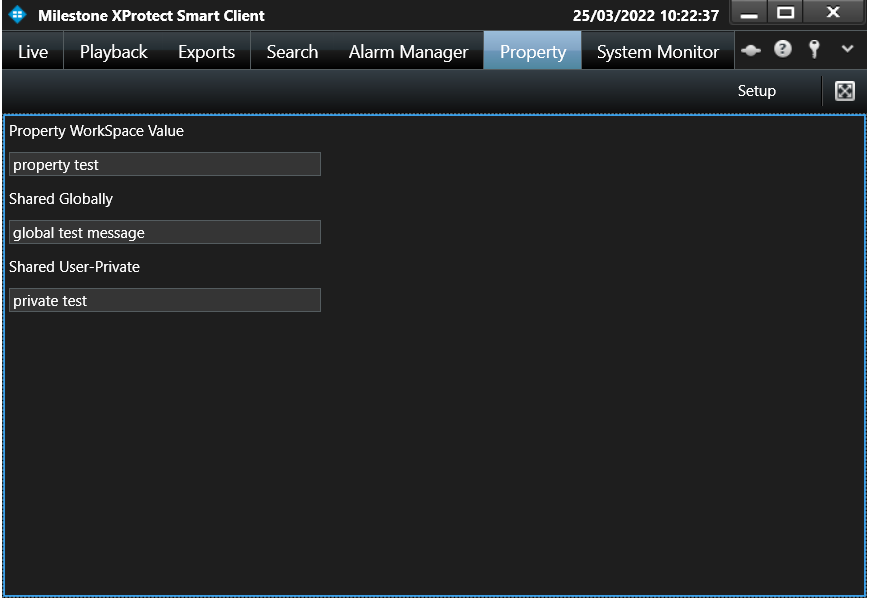 Milestone XProtect Smart Client 25/03/2022 10:22:37
Live Playback Exports Search Alarm Manager Property System Monitor
Setup
Property WorkSpace Value
property test
Shared Globally
global test message
Shared User-Private
private test